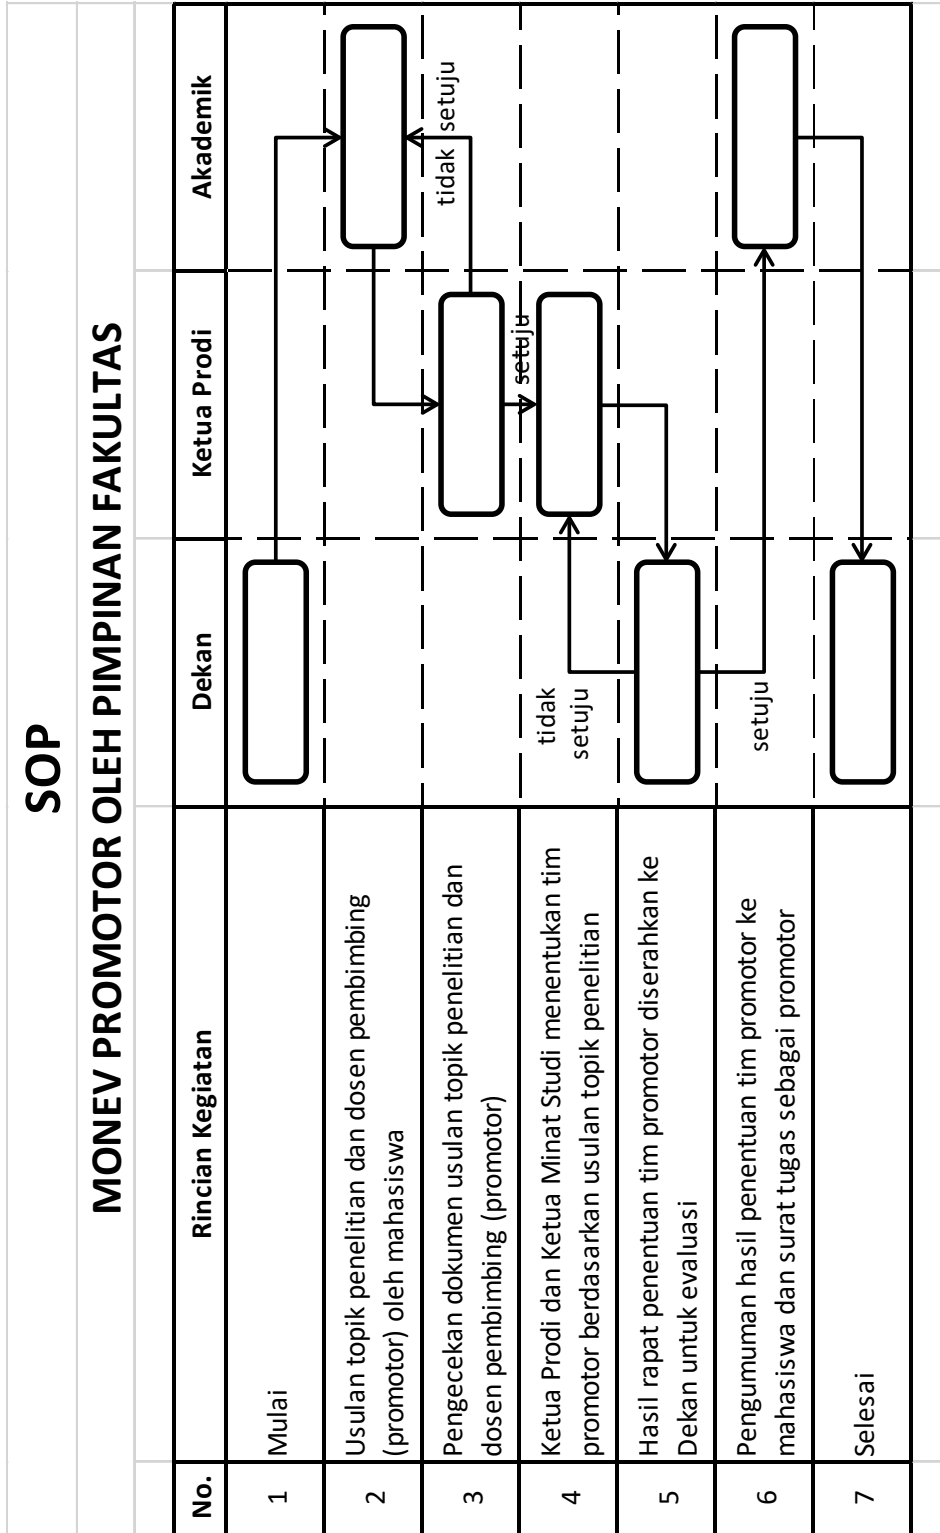 SOP
MONEV PROMOTOR OLEH PIMPINAN FAKULTAS
No.
Rincian Kegiatan
Dekan
Ketua Prodi
Akademik
1
Mulai
2
Usulan topik penelitian dan dosen pembimbing
(promotor) oleh mahasiswa
3
Pengecekan dokumen usulan topik penelitian dan
dosen pembimbing (promotor)
tidak setuju
setuju
4
Ketua Prodi dan Ketua Minat Studi menentukan tim
promotor berdasarkan usulan topik penelitian
tidak
setuju
5
Hasil rapat penentuan tim promotor diserahkan ke
Dekan untuk evaluasi
6
Pengumuman hasil penentuan tim promotor ke
mahasiswa dan surat tugas sebagai promotor
setuju
7
Selesai